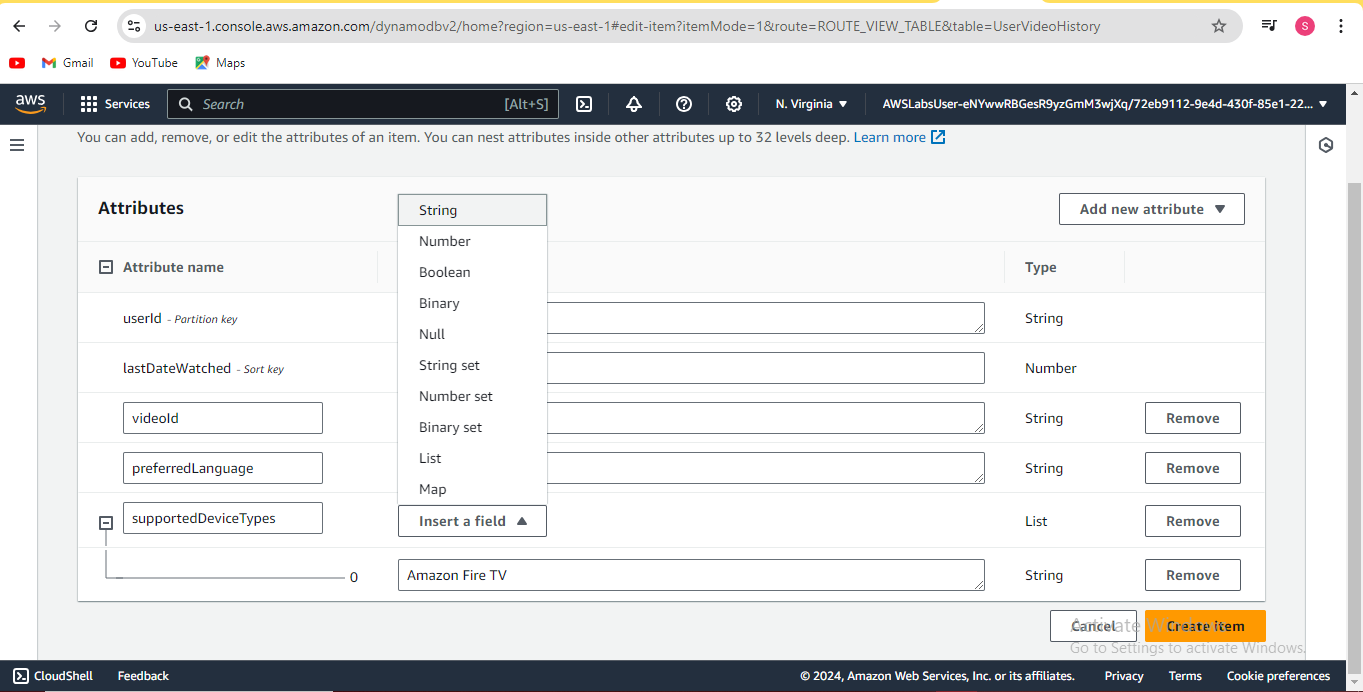 us-east-1.console.aws.amazon.com/dynamodbv2/home?region=us-east-1#edit-item?itemMode=1&route=ROUTE_VIEW_TABLE&table=UserVideoHistory
S
Gmail YouTube Maps
aws Services Search [Alt+S] N. Virginia ▼ AWSLabsUser-eNYwwRBGesR9yzGmM3wjXq/72eb9112-9e4d-430f-85e1-22... ▼
You can add, remove, or edit the attributes of an item. You can nest attributes inside other attributes up to 32 levels deep. Learn more
Attributes Add new attribute ▼
String
Number
Boolean
Binary
Null
String set
Number set
Binary set
List
Map
Attribute name Type
userId - Partition key String
lastDateWatched - Sort key Number
videoId String Remove
preferredLanguage String Remove
supportedDeviceTypes Insert a field ▲ List Remove
0 Amazon Fire TV String Remove
Cancel Create item
Activate Windows
Go to Settings to activate Windows.
CloudShell Feedback © 2024, Amazon Web Services, Inc. or its affiliates. Privacy Terms Cookie preferences